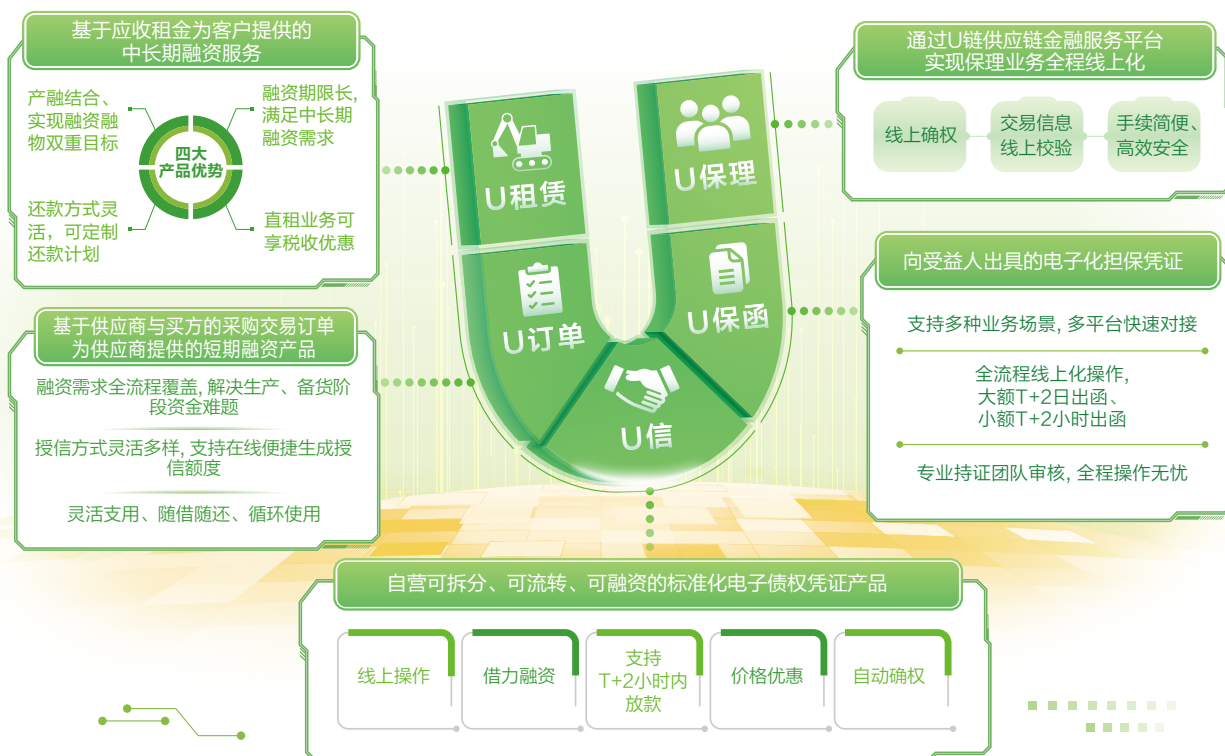 基于应收租金为客户提供的
中长期融资服务
产融结合、
实现融资融
物双重目标
融资期限长,
满足中长期
融资需求
四大
产品优势
还款方式灵
活，可定制
还款计划
直租业务可
享税收优惠
基于供应商与买方的采购交易订单
为供应商提供的短期融资产品
融资需求全流程覆盖, 解决生产、备货阶
段资金难题
授信方式灵活多样, 支持在线便捷生成授
信额度
灵活支用、随借随还、循环使用
U租赁
U订单
U信
U保函
U保理
通过U链供应链金融服务平台
实现保理业务全程线上化
线上确权
交易信息
线上校验
手续简便、
高效安全
向受益人出具的电子化担保凭证
支持多种业务场景, 多平台快速对接
全流程线上化操作,
大额T+2日出函、
小额T+2小时出函
专业持证团队审核, 全程操作无忧
自营可拆分、可流转、可融资的标准化电子债权凭证产品
线上操作
借力融资
支持
T+2小时内
放款
价格优惠
自动确权